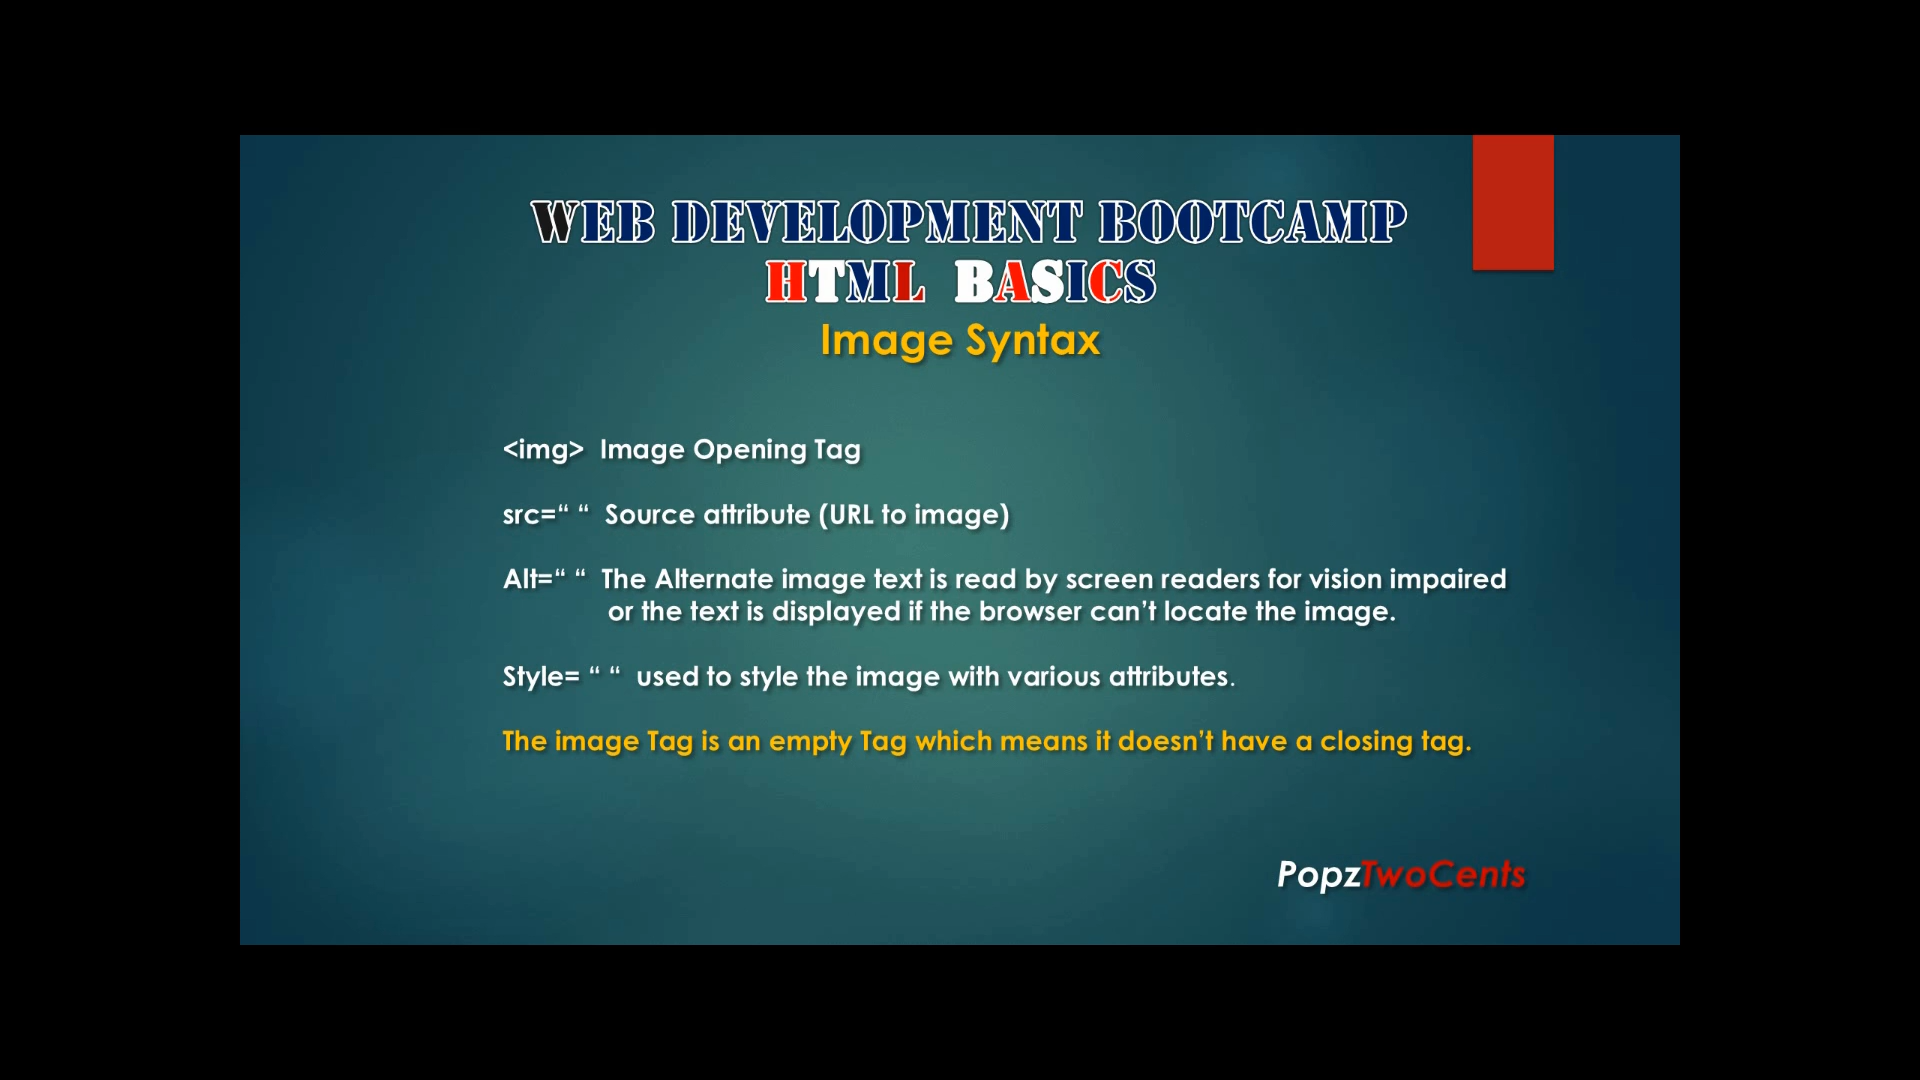 WEB DEVELOPMENT BOOTCAMP
HTML BASICS
Image Syntax
<img> Image Opening Tag
src=“ “ Source attribute (URL to image)
Alt=“ “ The Alternate image text is read by screen readers for vision impaired
or the text is displayed if the browser can’t locate the image.
Style= “ “ used to style the image with various attributes.
The image Tag is an empty Tag which means it doesn’t have a closing tag.
PopzTwoCents